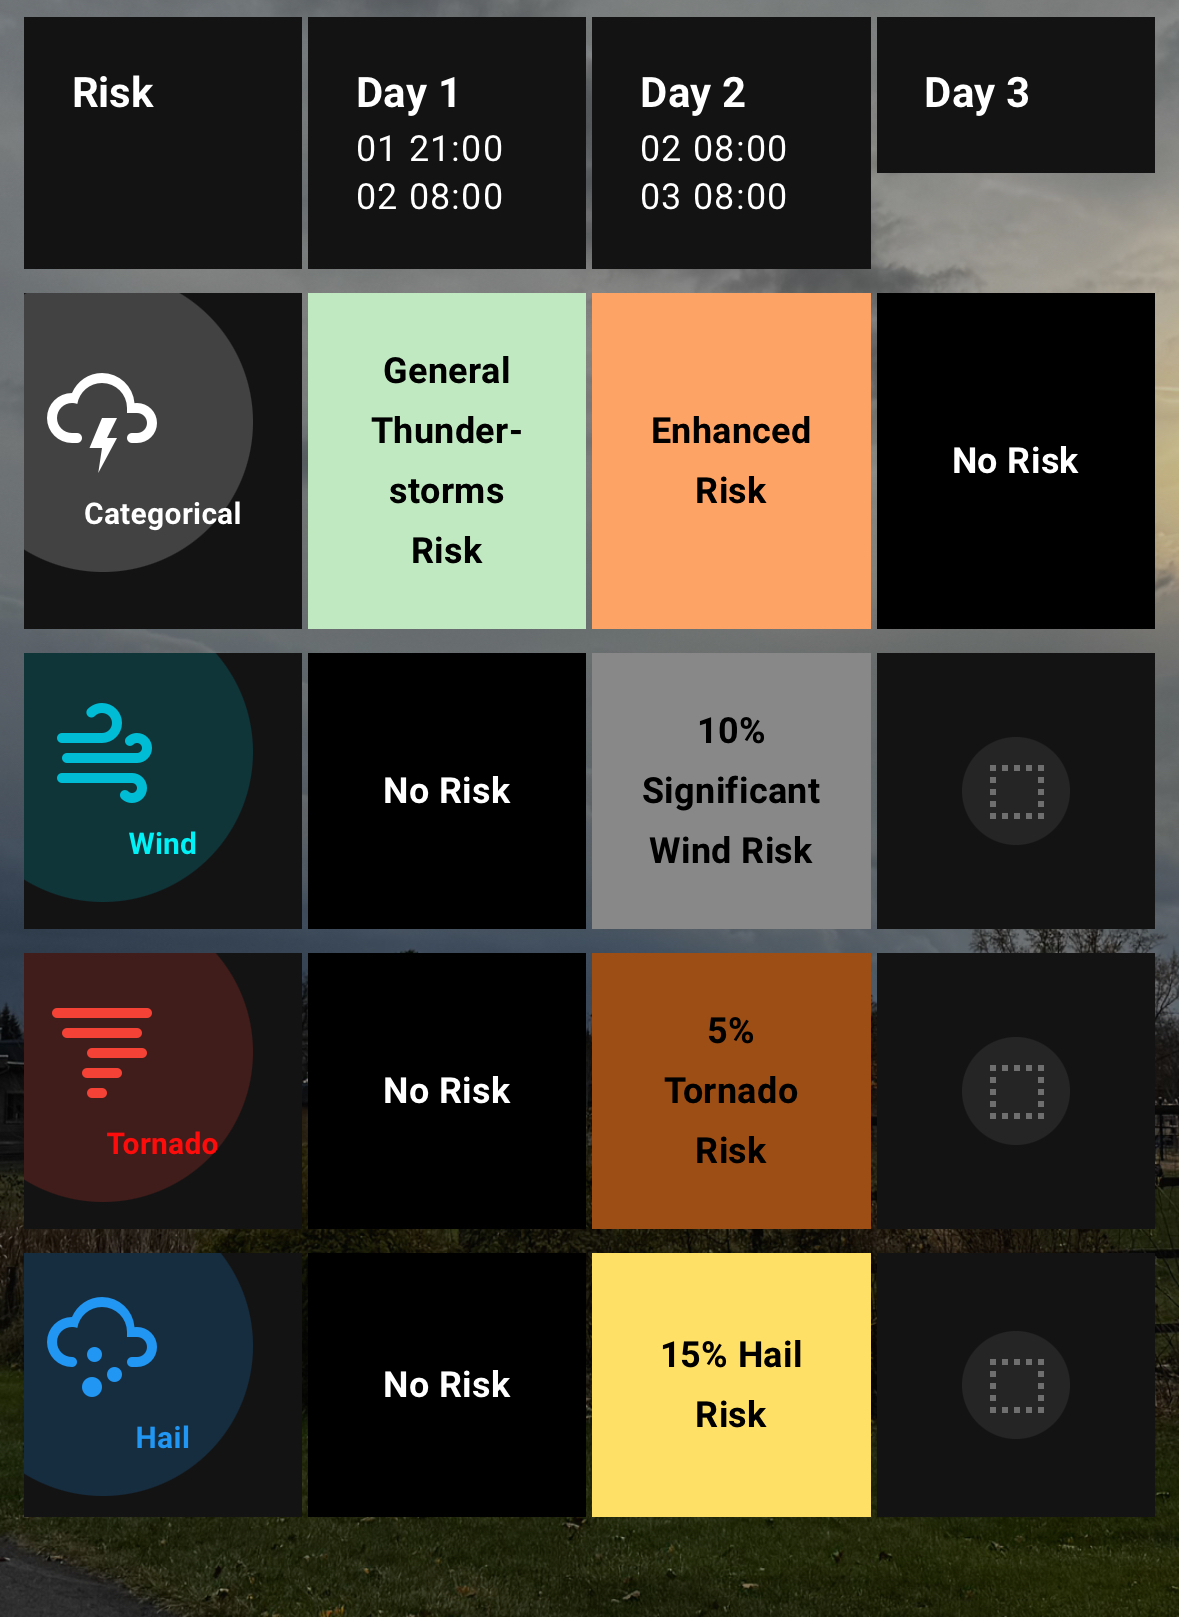 Risk
Day 1
01 21:00
02 08:00
Day 2
02 08:00
03 08:00
Day 3
Categorical
General
Thunder-
storms
Risk
Enhanced
Risk
No Risk
Wind
No Risk
10%
Significant
Wind Risk
Tornado
No Risk
5%
Tornado
Risk
Hail
No Risk
15% Hail
Risk